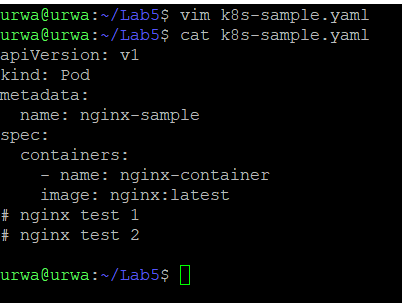 urwa@urwa:~/Lab5$ vim k8s-sample.yaml
urwa@urwa:~/Lab5$ cat k8s-sample.yaml
apiVersion: v1
kind: Pod
metadata:
  name: nginx-sample
spec:
  containers:
    - name: nginx-container
    image: nginx:latest
# nginx test 1
# nginx test 2
urwa@urwa:~/Lab5$